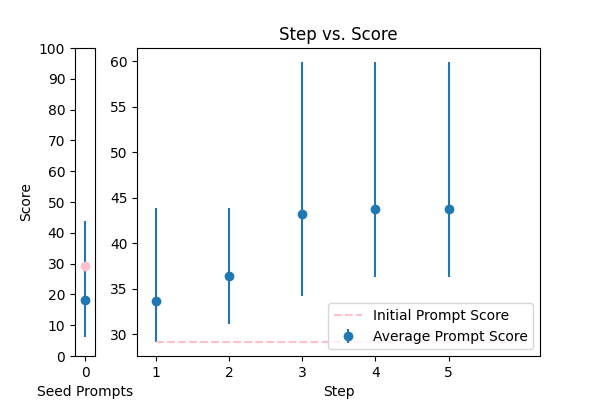 Step vs. Score
Score
100
90
80
70
60
50
40
30
20
10
0
0
Seed Prompts
60
55
50
45
40
35
30
1 2 3 4 5
Step
Initial Prompt Score
Average Prompt Score